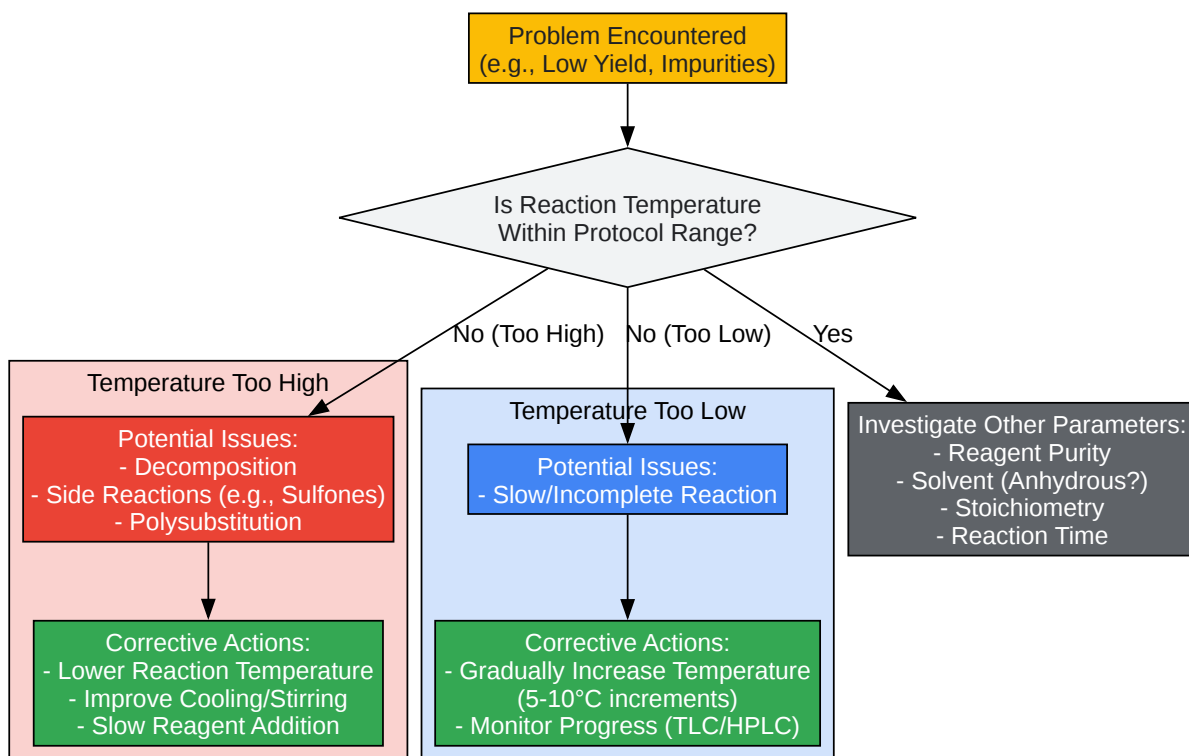 Problem Encountered
(e.g., Low Yield, Impurities)
Is Reaction Temperature
Within Protocol Range?
No (Too High)
No (Too Low)
Yes
Temperature Too High
Potential Issues:
- Decomposition
- Side Reactions (e.g., Sulfones)
- Polysubstitution
Corrective Actions:
- Lower Reaction Temperature
- Improve Cooling/Stirring
- Slow Reagent Addition
Temperature Too Low
Potential Issues:
- Slow/Incomplete Reaction
Corrective Actions:
- Gradually Increase Temperature
(5-10°C increments)
- Monitor Progress (TLC/HPLC)
Investigate Other Parameters:
- Reagent Purity
- Solvent (Anhydrous?)
- Stoichiometry
- Reaction Time